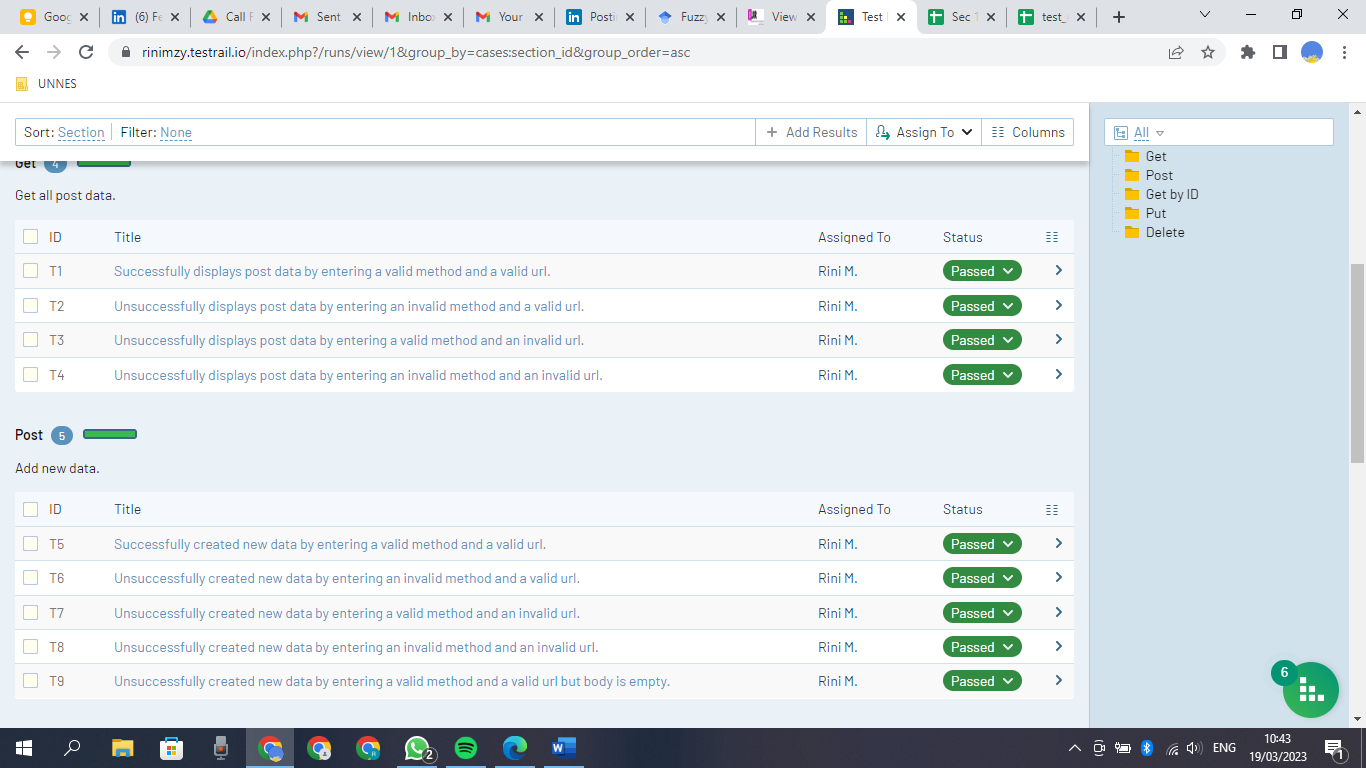 Goog
(6) Fe
Call F
Sent
Inbo
Your
Posti
Fuzzy
View
Test
Sec 1
test_
rinimzy.testrail.io/index.php?/runs/view/1&group_by=cases:section_id&group_order=asc
UNNES
Sort: Section Filter: None
Add Results Assign To Columns
All
Get
Post
Get by ID
Put
Delete
Get 4
Get all post data.
ID Title Assigned To Status
T1 Successfully displays post data by entering a valid method and a valid url. Rini M. Passed
T2 Unsuccessfully displays post data by entering an invalid method and a valid url. Rini M. Passed
T3 Unsuccessfully displays post data by entering a valid method and an invalid url. Rini M. Passed
T4 Unsuccessfully displays post data by entering an invalid method and an invalid url. Rini M. Passed
Post 5
Add new data.
ID Title Assigned To Status
T5 Successfully created new data by entering a valid method and a valid url. Rini M. Passed
T6 Unsuccessfully created new data by entering an invalid method and a valid url. Rini M. Passed
T7 Unsuccessfully created new data by entering a valid method and an invalid url. Rini M. Passed
T8 Unsuccessfully created new data by entering an invalid method and an invalid url. Rini M. Passed
T9 Unsuccessfully created new data by entering a valid method and a valid url but body is empty. Rini M. Passed
6
2
ENG
10:43
19/03/2023
1